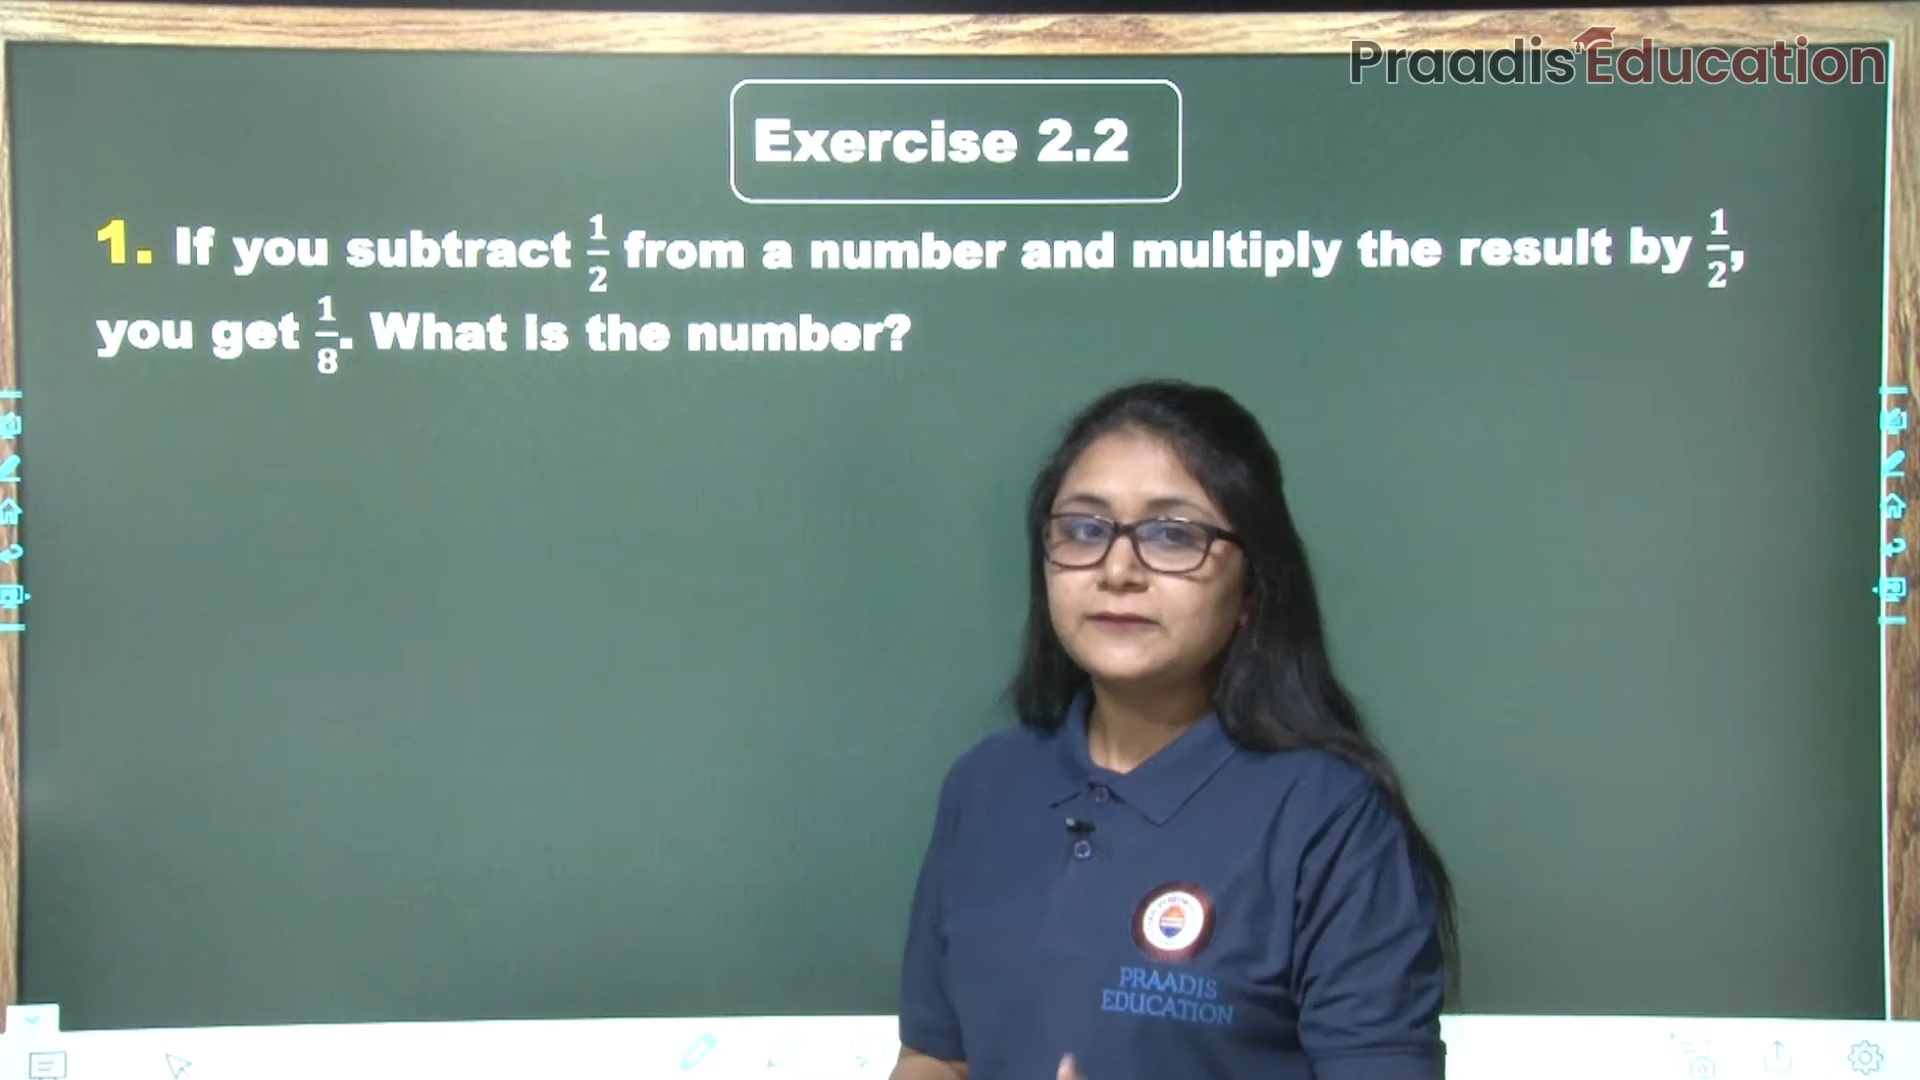 Praadis Education
Exercise 2.2
1. If you subtract 1/2 from a number and multiply the result by 1/2,
you get 1/8. What is the number?
PRAADIS
EDUCATION